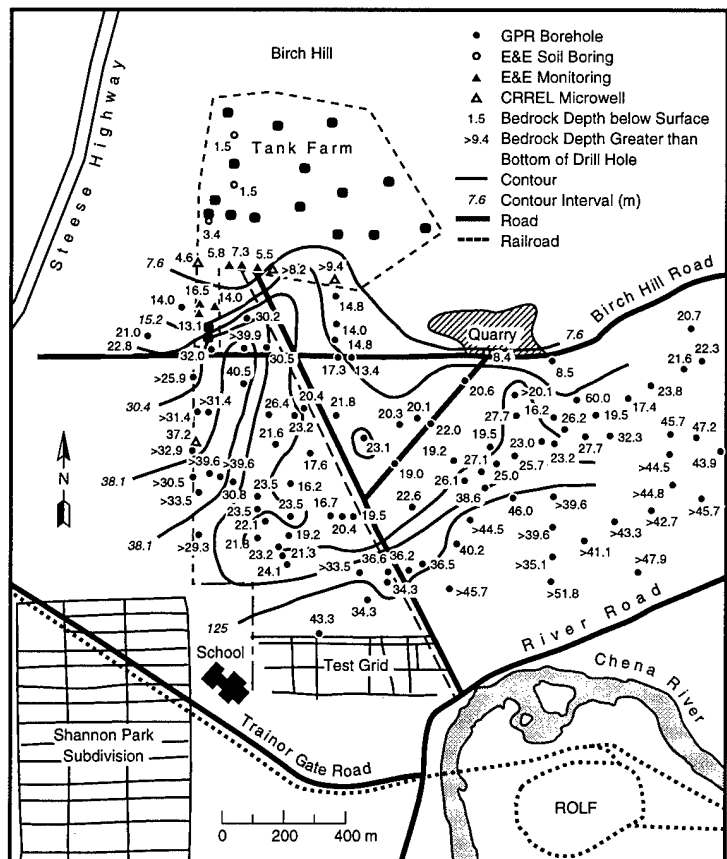 Birch Hill
GPR Borehole
E&E Soil Boring
E&E Monitoring
CRREL Microwell
1.5 Bedrock Depth below Surface
>9.4 Bedrock Depth Greater than
Bottom of Drill Hole
Contour
7.6 Contour Interval (m)
Road
Railroad
Steese Highway
1.5
Tank Farm
1.5
3.4
4.6 5.8 7.3 5.5
>8.2 >9.4
7.6
16.5
14.0 14.0 14.8
15.2 13.1 30.2
21.0 >39.9 14.0
22.8 14.8
32.0 30.5 17.3 13.4
Quarry
7.6
8.4
Birch Hill Road
20.7
22.3
21.6
8.5
>25.9 40.5 20.6 >20.1 60.0 23.8
30.4 >31.4 20.4 21.8 17.4
>31.4 26.4 23.2 20.3 20.1 27.7 16.2 26.2 19.5
37.2 21.6 23.1 22.0 19.5 23.0 27.7 32.3 45.7 47.2
>32.9 23.2
17.6 19.0 19.2 27.1 25.7 >44.5 43.9
38.1 >39.6 >39.6 25.0
>30.5 30.8 23.5 16.2 26.1 38.6
>33.5 22.6 46.0 >39.6 >44.8 >45.7
N
23.5 23.5 16.7 19.5
22.1 20.4 >44.5 >42.7
38.1 21.8 19.2 >39.6 >43.3
>29.3 23.2 21.3 40.2 >41.1
24.1 >33.5 36.6 36.2 36.5 >35.1 >47.9
34.3 >45.7 >51.8
34.3
125 43.3
River Road
School
Test Grid
Chena River
Shannon Park
Subdivision
Trainor Gate Road
ROLF
0 200 400 m